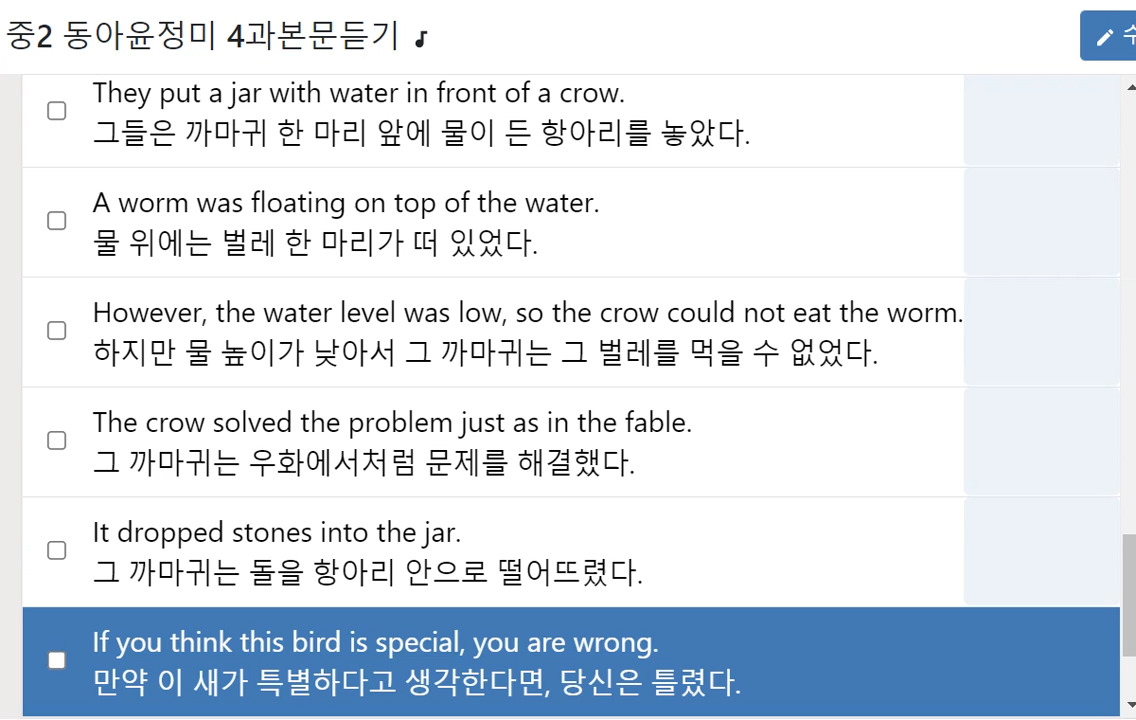 중2 동아윤정미 4과본문듣기 ♪
They put a jar with water in front of a crow.
그들은 까마귀 한 마리 앞에 물이 든 항아리를 놓았다.
A worm was floating on top of the water.
물 위에는 벌레 한 마리가 떠 있었다.
However, the water level was low, so the crow could not eat the worm.
하지만 물 높이가 낮아서 그 까마귀는 그 벌레를 먹을 수 없었다.
The crow solved the problem just as in the fable.
그 까마귀는 우화에서처럼 문제를 해결했다.
It dropped stones into the jar.
그 까마귀는 돌을 항아리 안으로 떨어뜨렸다.
If you think this bird is special, you are wrong.
만약 이 새가 특별하다고 생각한다면, 당신은 틀렸다.